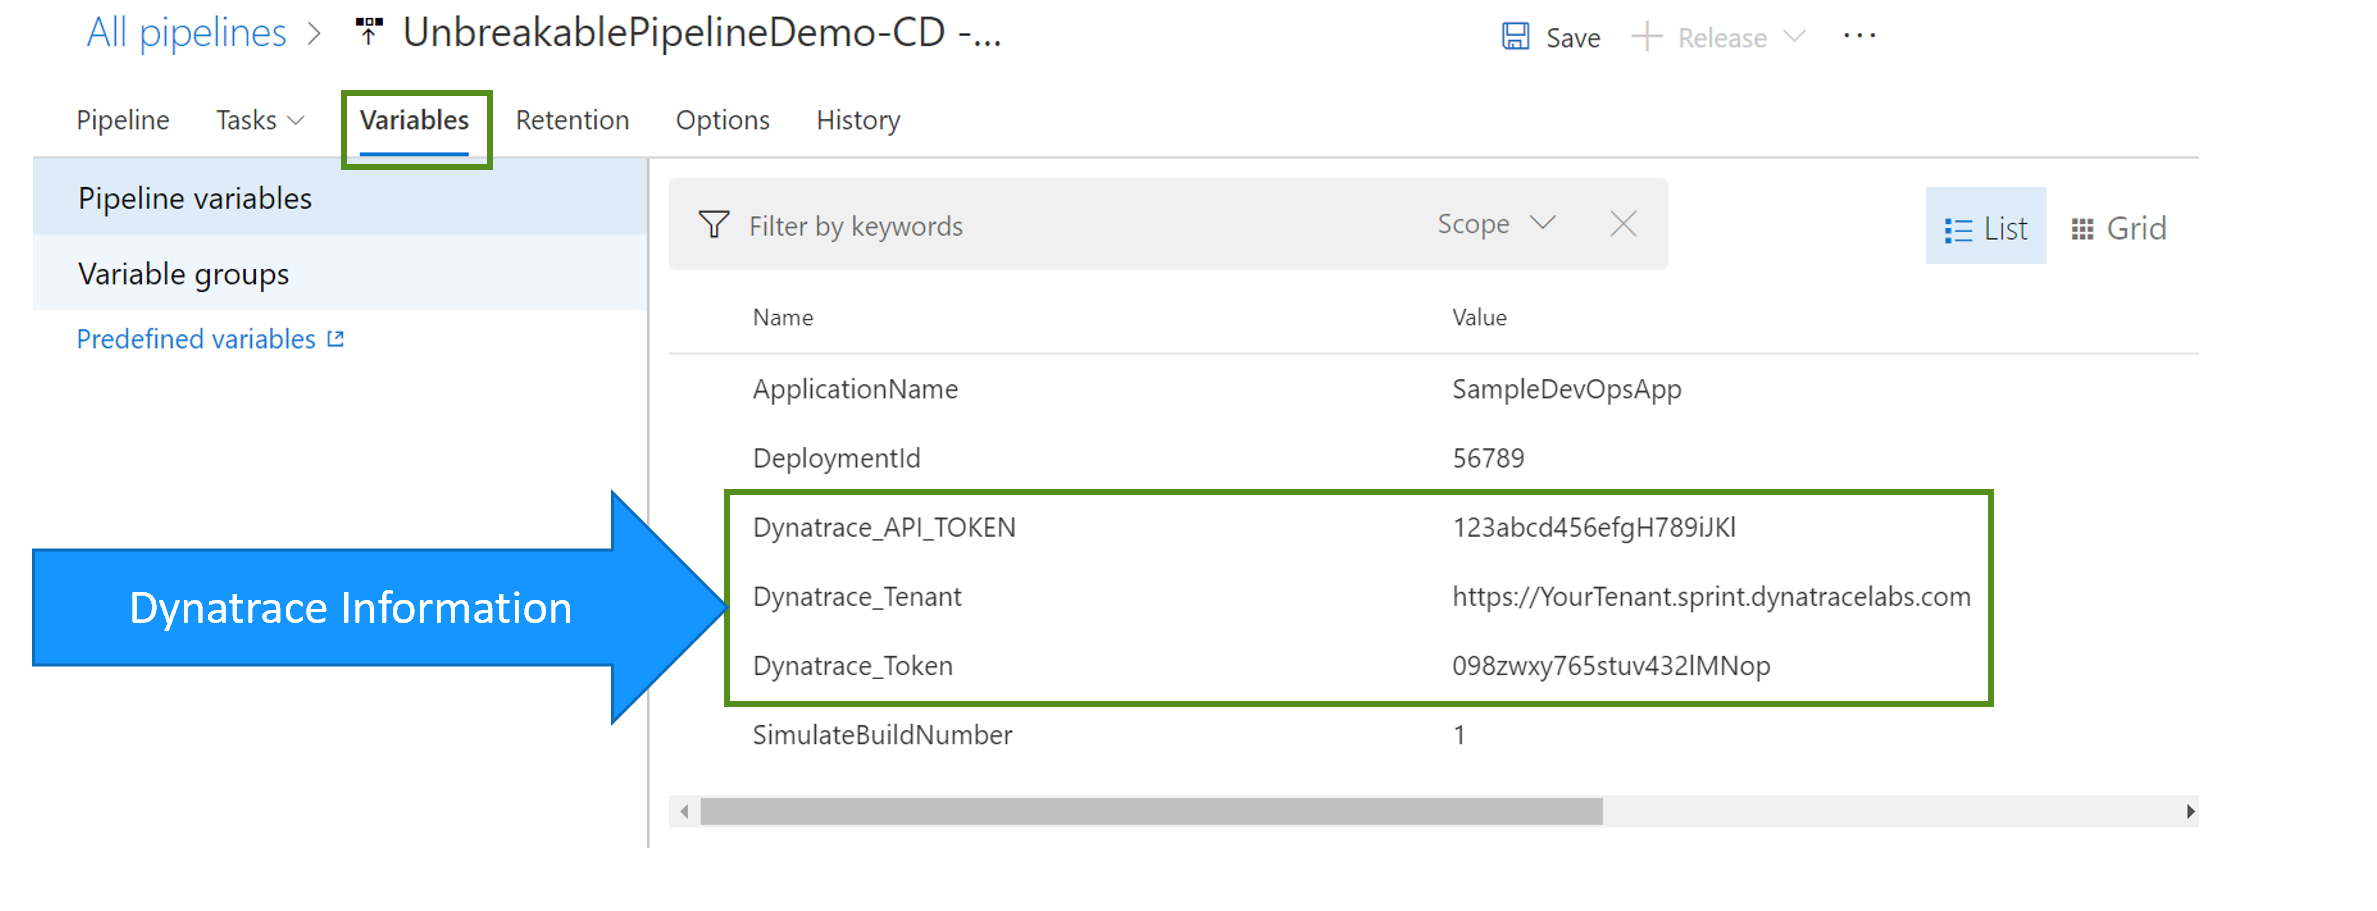 All pipelines > UnbreakablePipelineDemo-CD -...
Save + Release ...
Pipeline Tasks Variables Retention Options History
Pipeline variables
Variable groups
Predefined variables
Filter by keywords Scope
List Grid
Name Value
ApplicationName SampleDevOpsApp
DeploymentId 56789
Dynatrace_API_TOKEN 123abcd456efgH789iJKl
Dynatrace_Tenant https://YourTenant.sprint.dynatracelabs.com
Dynatrace_Token 098zwxy765stuv432lMNop
SimulateBuildNumber 1
Dynatrace Information